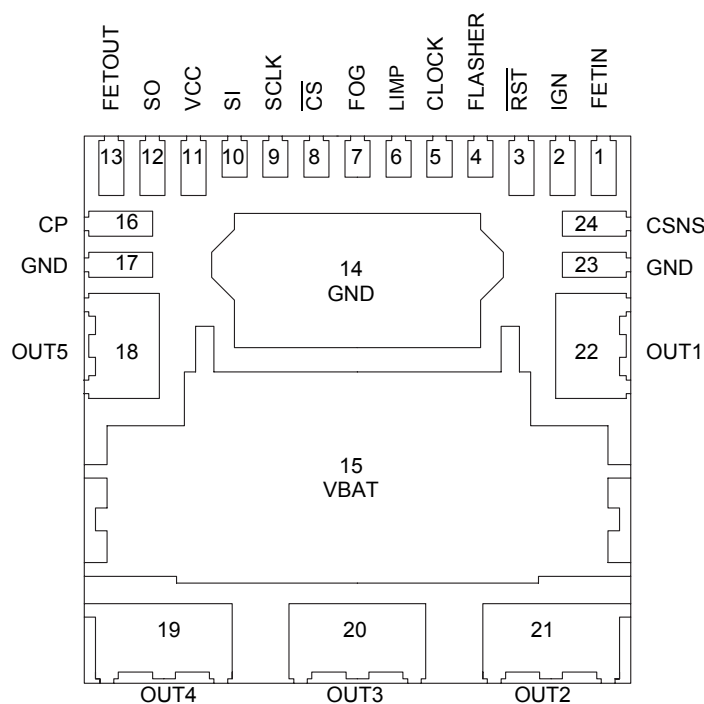 FETOUT SO VCC SI SCLK CS FOG LIMP CLOCK FLASHER RST IGN FETIN
13 12 11 10 9 8 7 6 5 4 3 2 1
CP 16 24 CSNS
GND 17 14 23 GND
GND
OUT5 18 22 OUT1
15
VBAT
19 20 21
OUT4 OUT3 OUT2